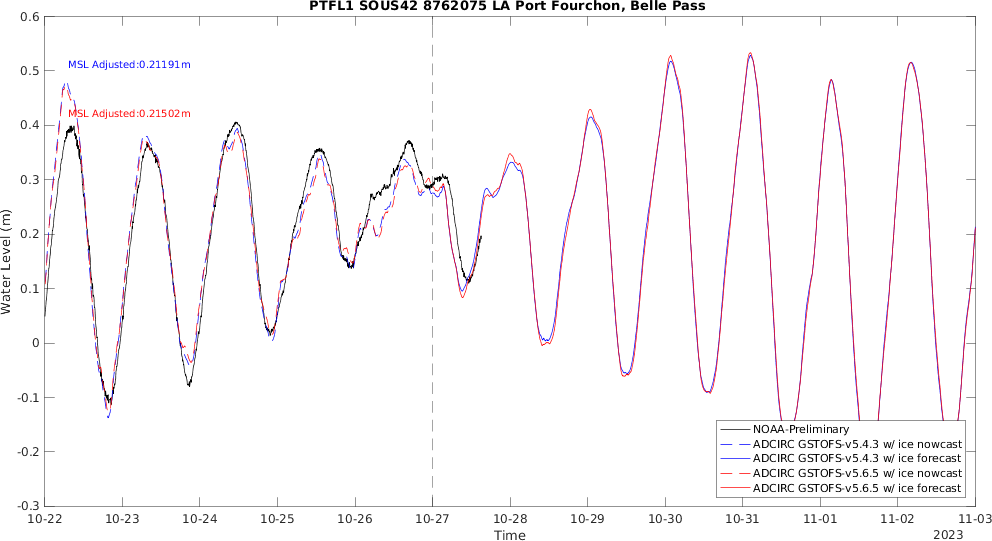 PTFL1 SOUS42 8762075 LA Port Fourchon, Belle Pass
0.6
0.5
0.4
0.3
0.2
0.1
0
-0.1
-0.2
-0.3
Water Level (m)
MSL Adjusted:0.21191m
MSL Adjusted:0.21502m
NOAA-Preliminary
ADCIRC GSTOFS-v5.4.3 w/ ice nowcast
ADCIRC GSTOFS-v5.4.3 w/ ice forecast
ADCIRC GSTOFS-v5.6.5 w/ ice nowcast
ADCIRC GSTOFS-v5.6.5 w/ ice forecast
10-22 10-23 10-24 10-25 10-26 10-27 10-28 10-29 10-30 10-31 11-01 11-02 11-03
Time
2023